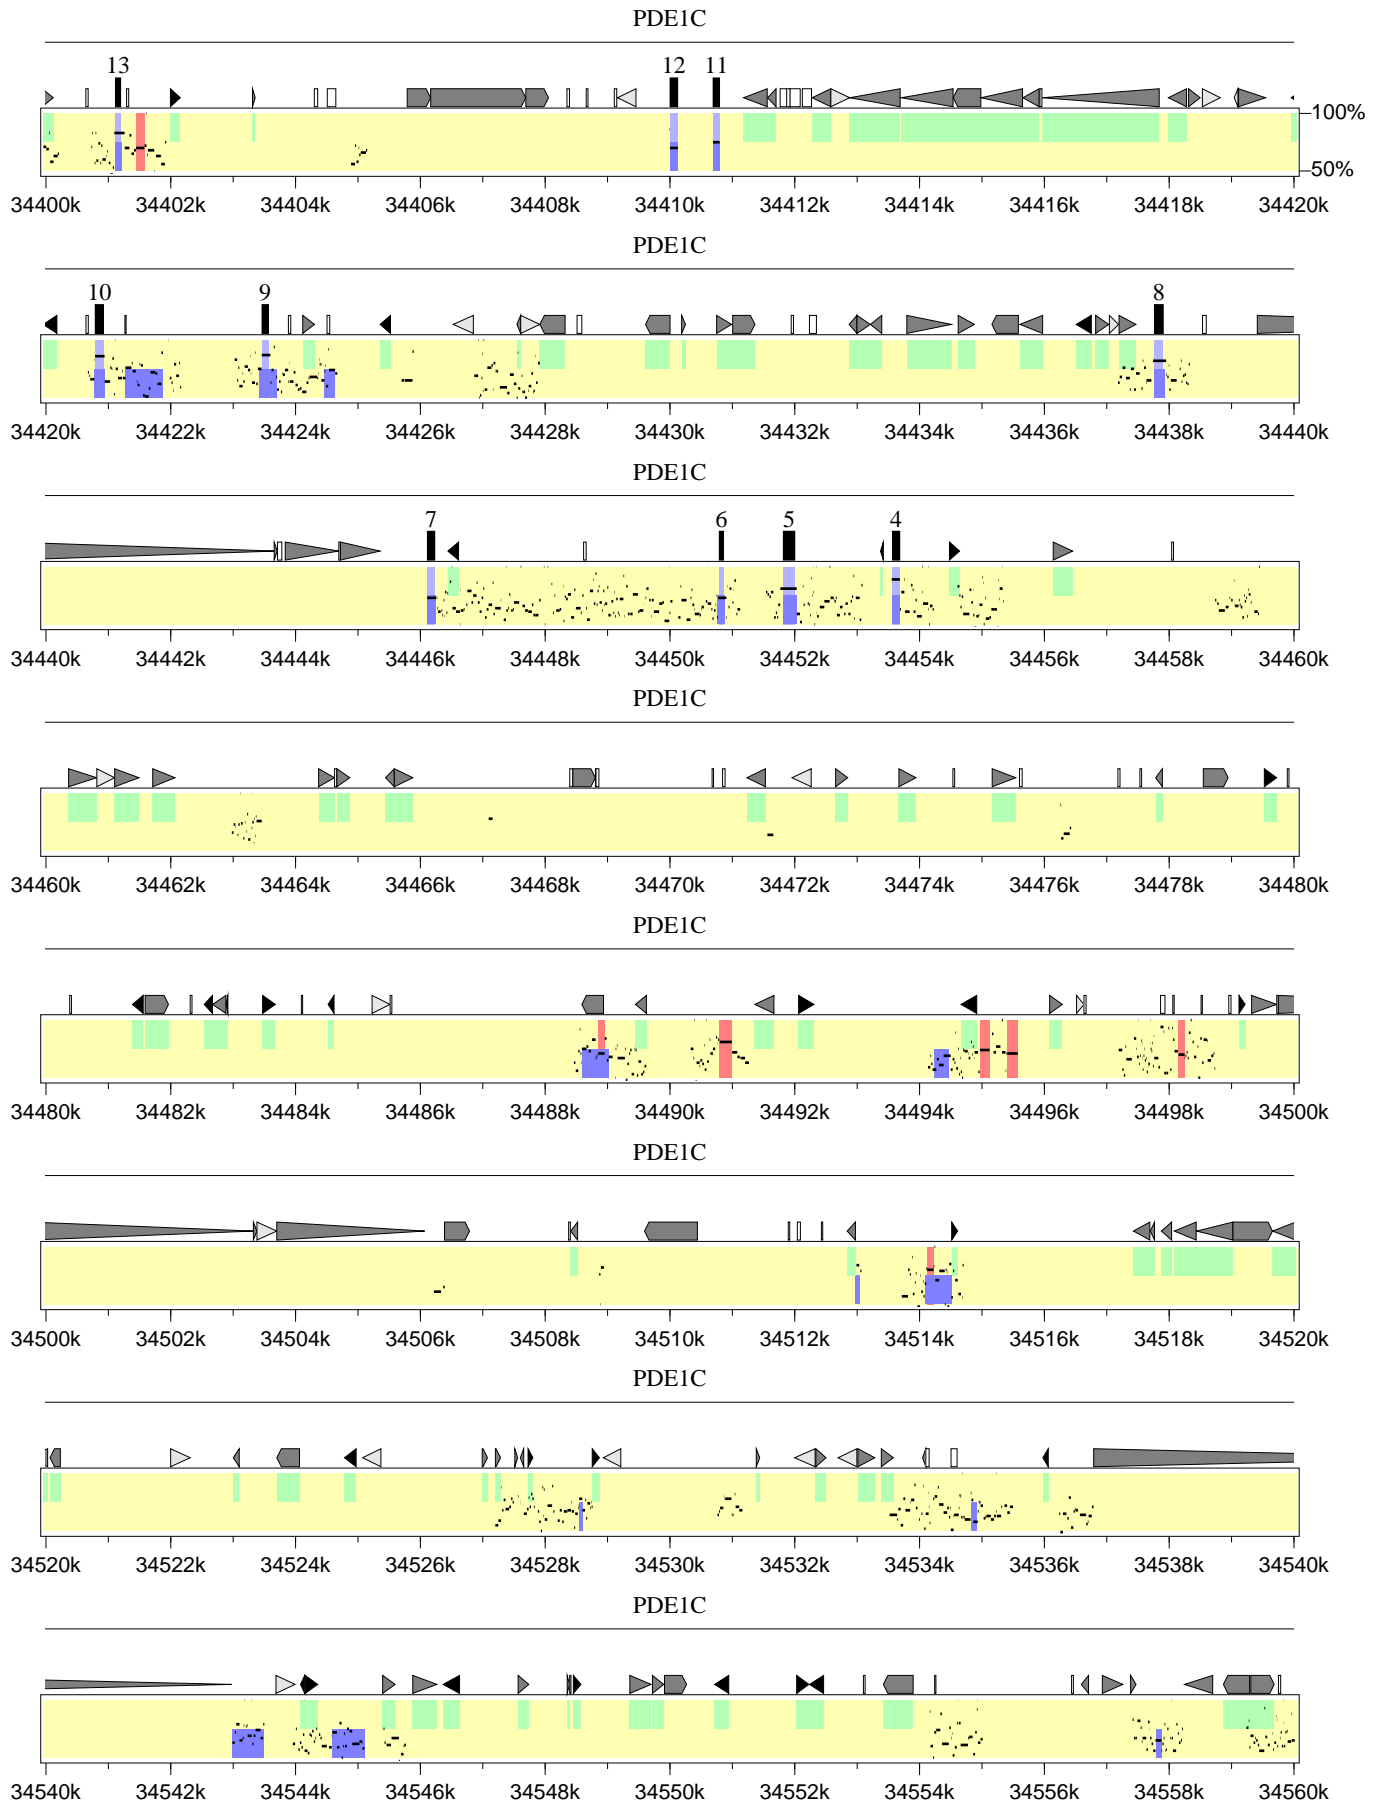 PDE1C
13 12 11
100%
50%
34400k 34402k 34404k 34406k 34408k 34410k 34412k 34414k 34416k 34418k 34420k
PDE1C
10 9 8
34420k 34422k 34424k 34426k 34428k 34430k 34432k 34434k 34436k 34438k 34440k
PDE1C
7 6 5 4
34440k 34442k 34444k 34446k 34448k 34450k 34452k 34454k 34456k 34458k 34460k
PDE1C
34460k 34462k 34464k 34466k 34468k 34470k 34472k 34474k 34476k 34478k 34480k
PDE1C
34480k 34482k 34484k 34486k 34488k 34490k 34492k 34494k 34496k 34498k 34500k
PDE1C
34500k 34502k 34504k 34506k 34508k 34510k 34512k 34514k 34516k 34518k 34520k
PDE1C
34520k 34522k 34524k 34526k 34528k 34530k 34532k 34534k 34536k 34538k 34540k
PDE1C
34540k 34542k 34544k 34546k 34548k 34550k 34552k 34554k 34556k 34558k 34560k